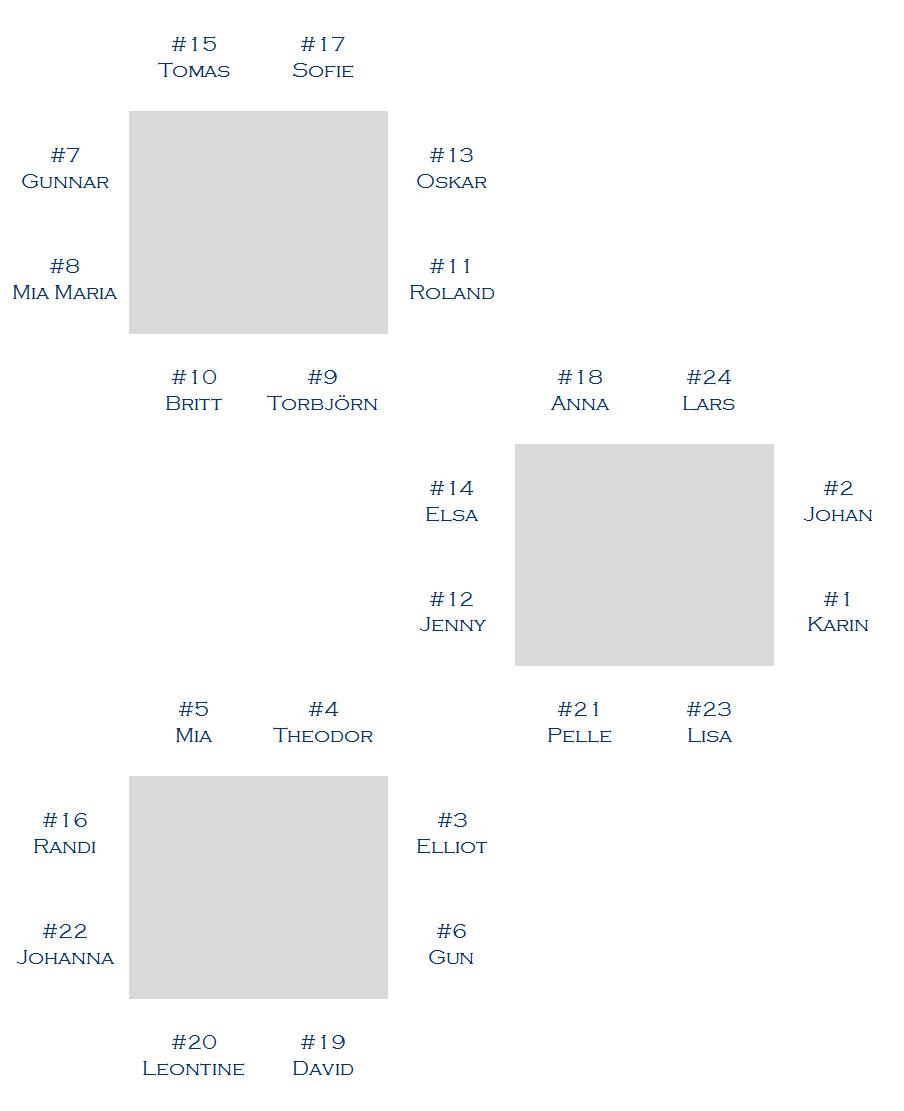 #15 #17
Tomas Sofie
#7 #13
Gunnar Oskar
#8 #11
Mia Maria Roland
#10 #9 #18 #24
Britt Torbjörn Anna Lars
#14 #2
Elsa Johan
#12 #1
Jenny Karin
#5 #4 #21 #23
Mia Theodor Pelle Lisa
#16 #3
Randi Elliot
#22 #6
Johanna Gun
#20 #19
Leontine David